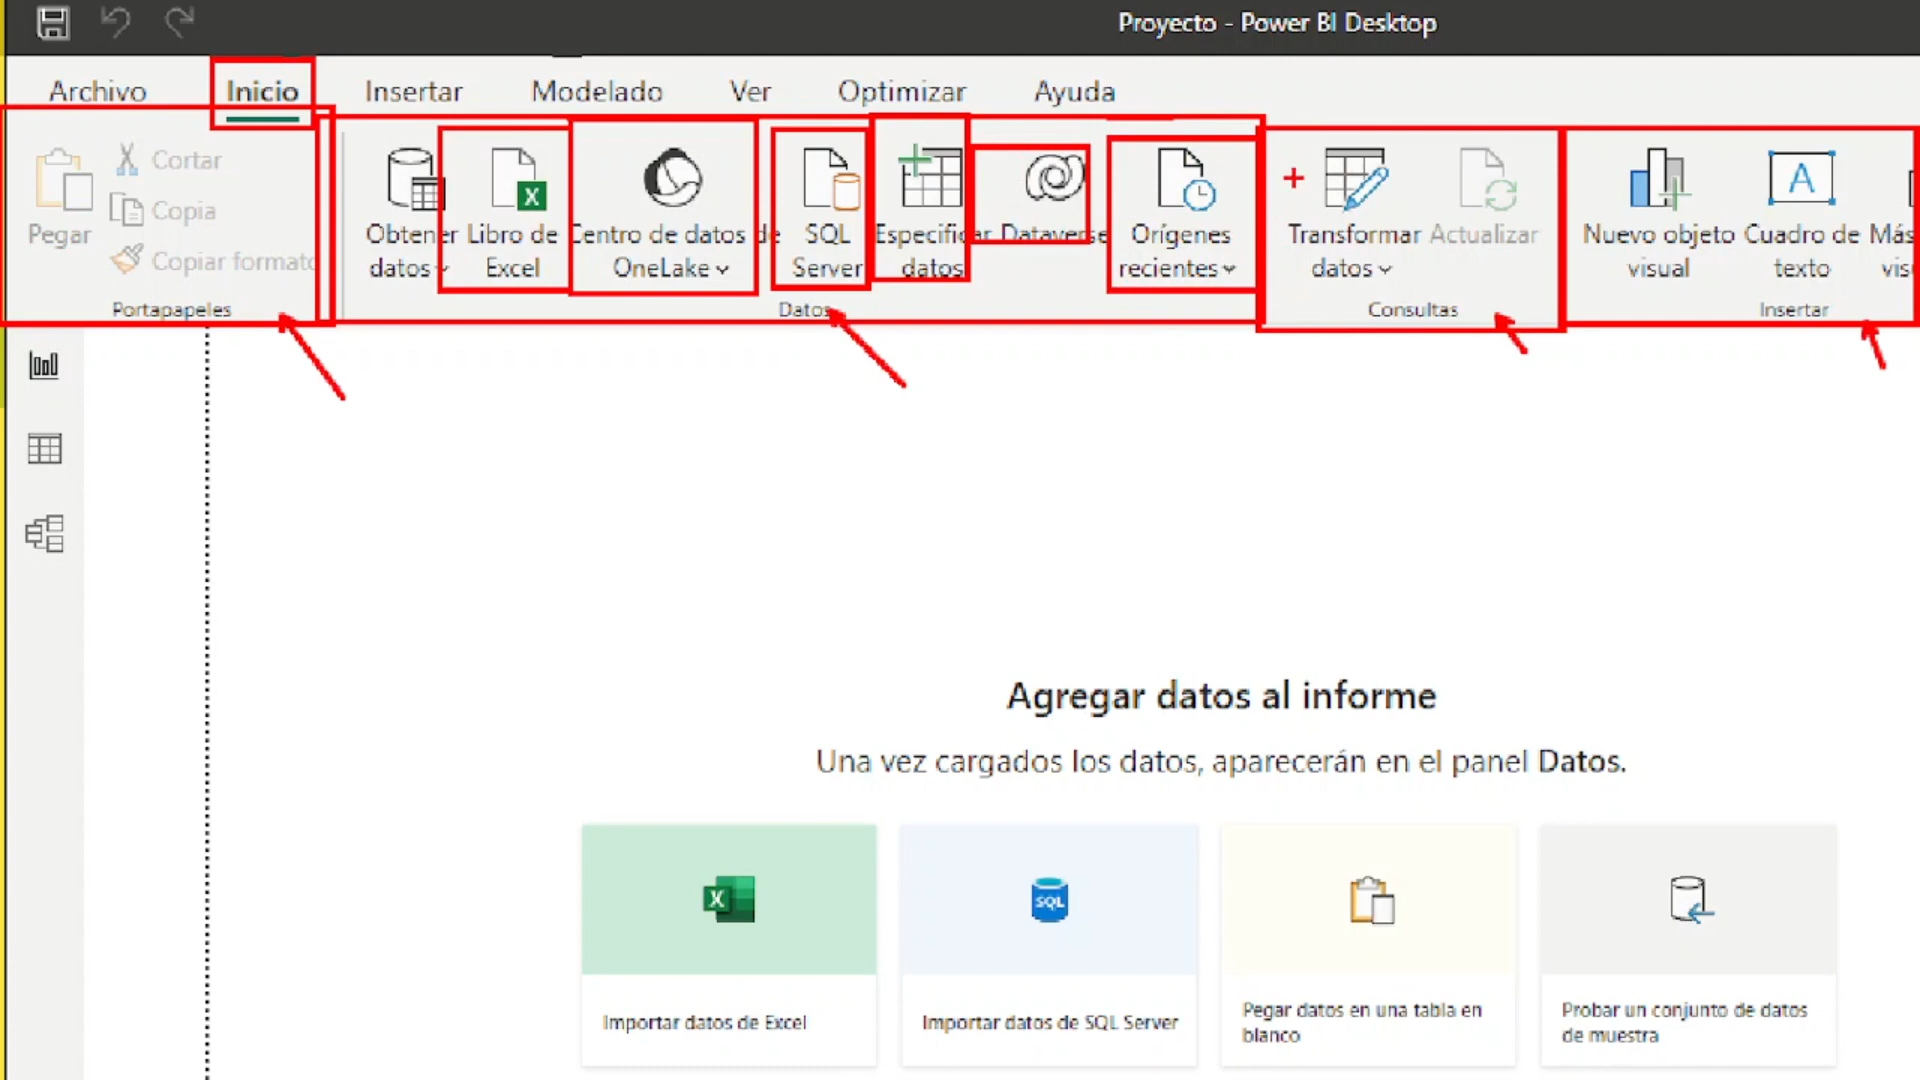 Proyecto - Power BI Desktop
Archivo Inicio Insertar Modelado Ver Optimizar Ayuda
Pegar
Cortar
Copia
Copiar formato
Portapapeles
Obtener
datos
Libro de
Excel
Centro de datos de
OneLake
SQL
Server
Especificar
datos
Dataverse
Orígenes
recientes
Datos
Transformar
datos
Actualizar
Consultas
Nuevo objeto
visual
A
Cuadro de
texto
Insertar
Agregar datos al informe
Una vez cargados los datos, aparecerán en el panel Datos.
X
SQL
Importar datos de Excel
Importar datos de SQL Server
Pegar datos en una tabla en
blanco
Probar un conjunto de datos
de muestra